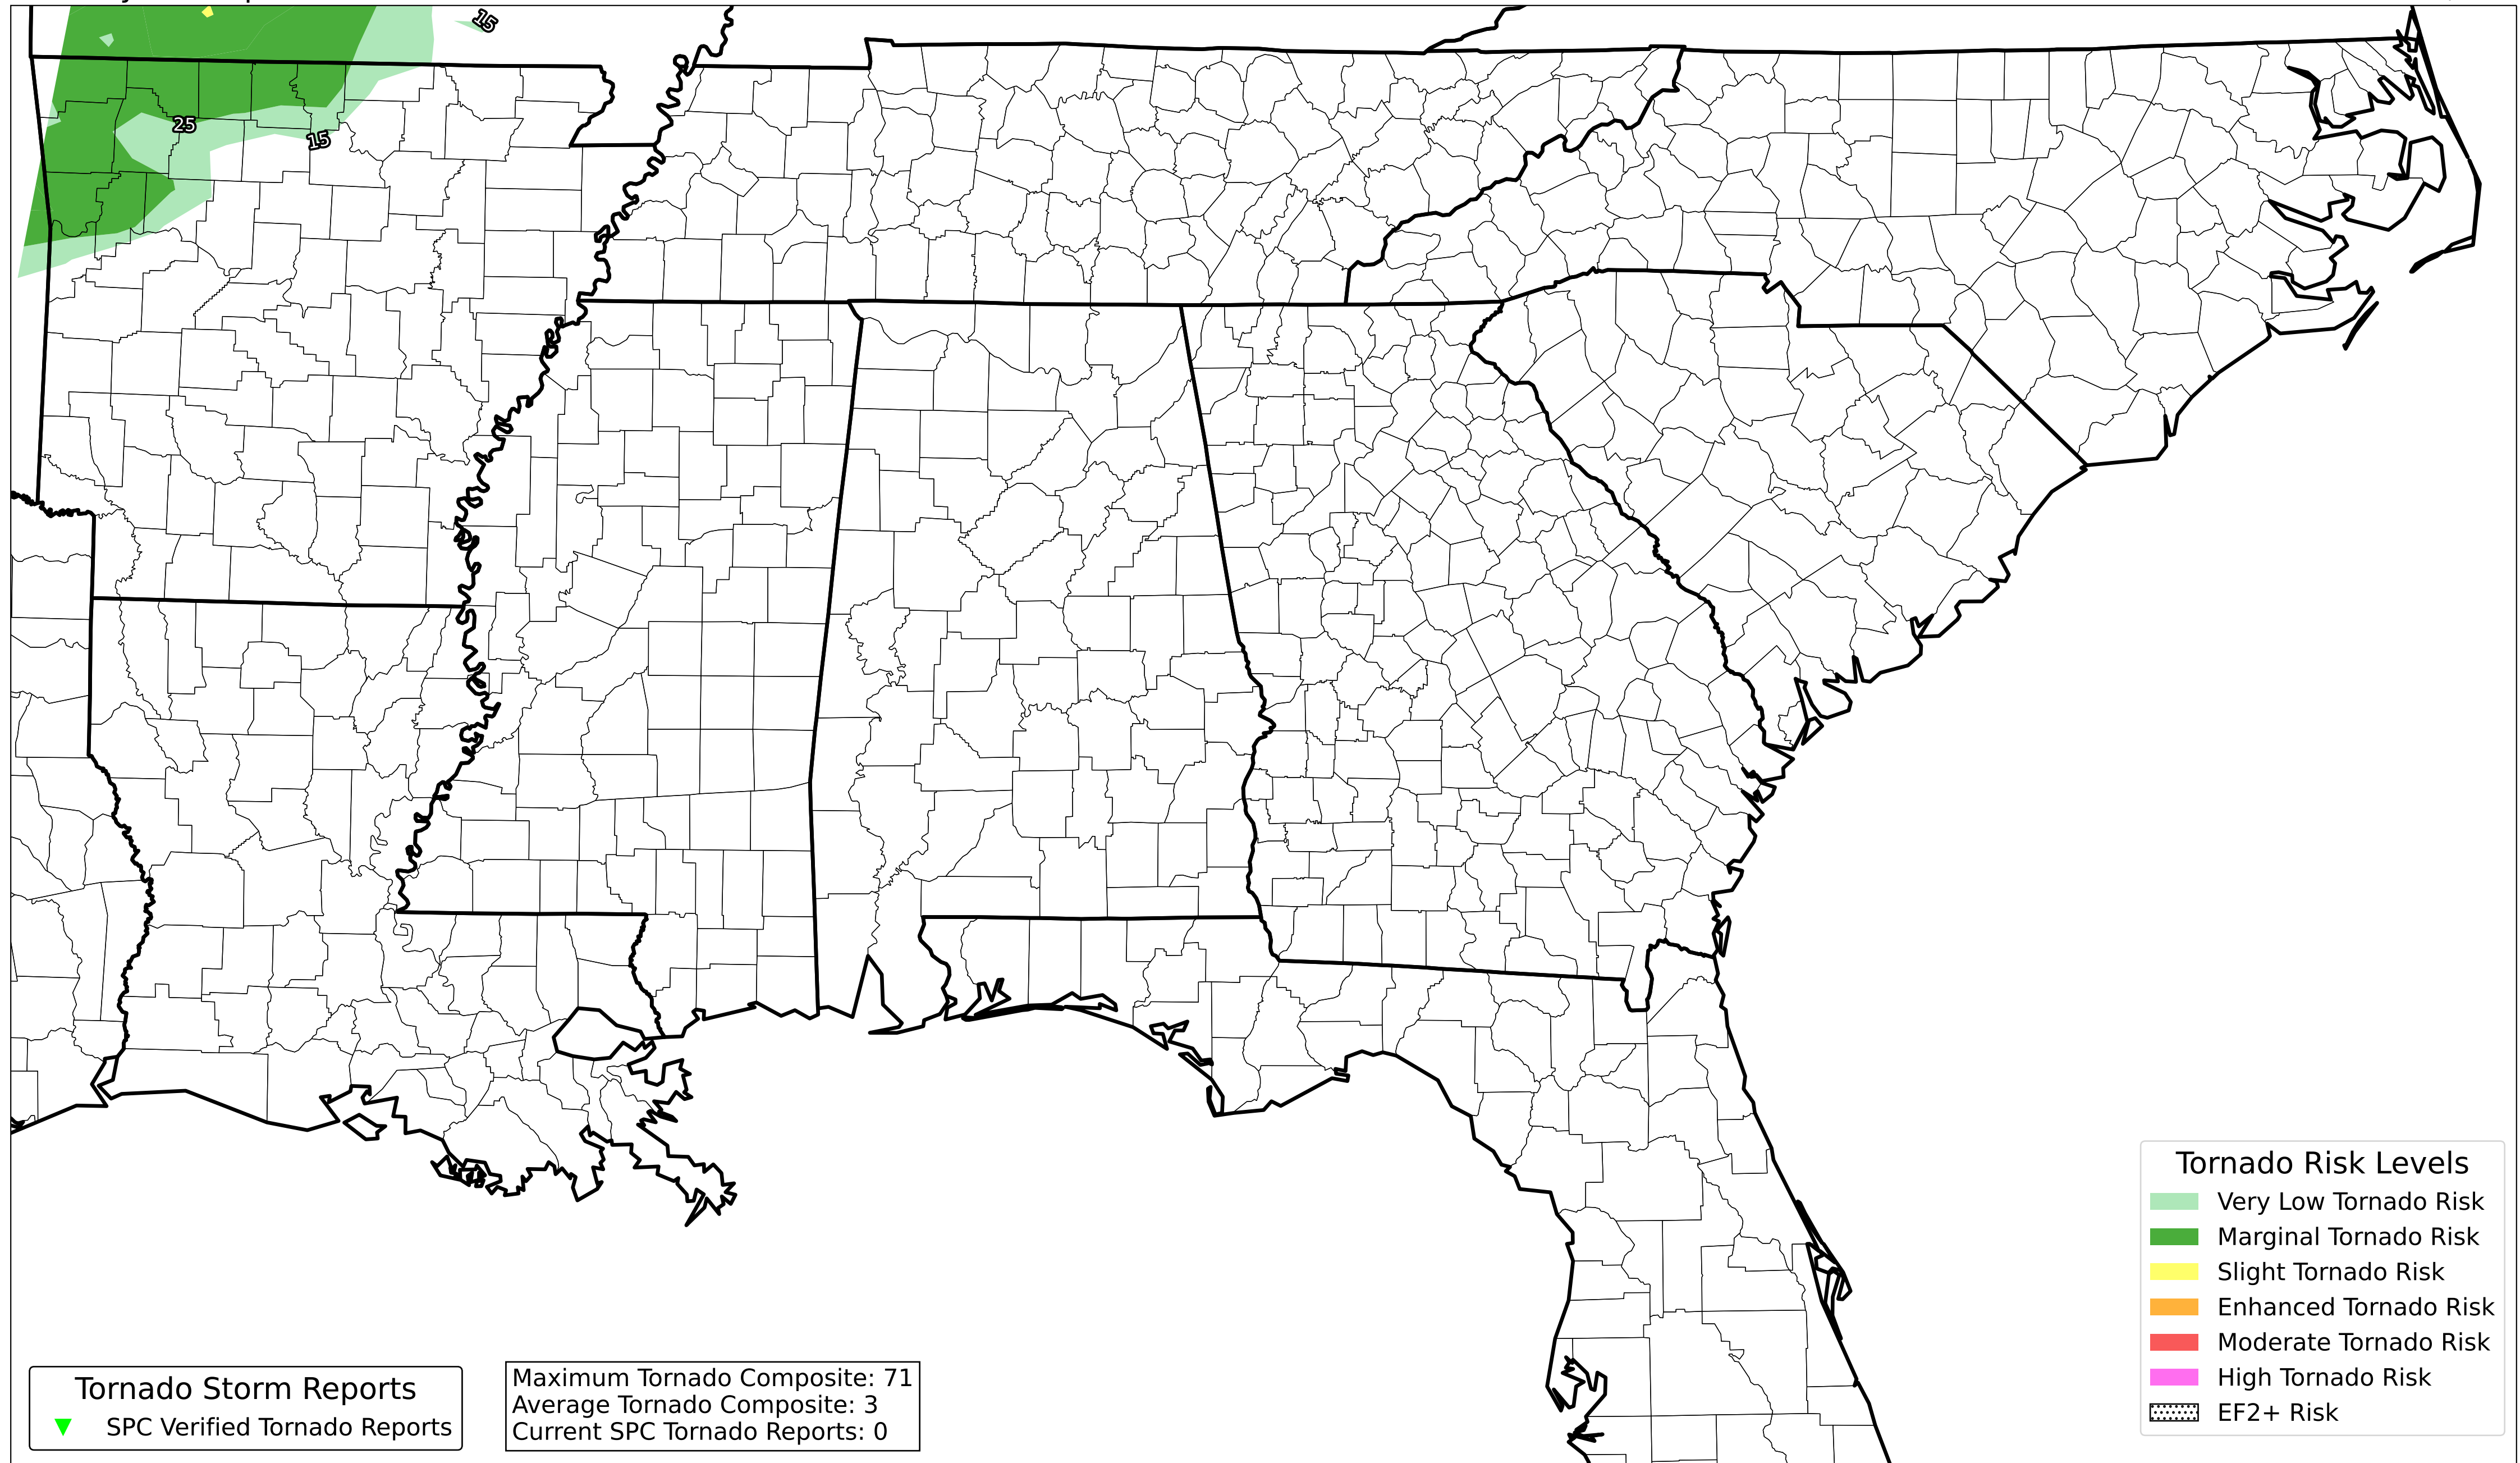 15
25
15
Tornado Risk Levels
Very Low Tornado Risk
Marginal Tornado Risk
Slight Tornado Risk
Enhanced Tornado Risk
Moderate Tornado Risk
High Tornado Risk
EF2+ Risk
Tornado Storm Reports
SPC Verified Tornado Reports
Maximum Tornado Composite: 71
Average Tornado Composite: 3
Current SPC Tornado Reports: 0